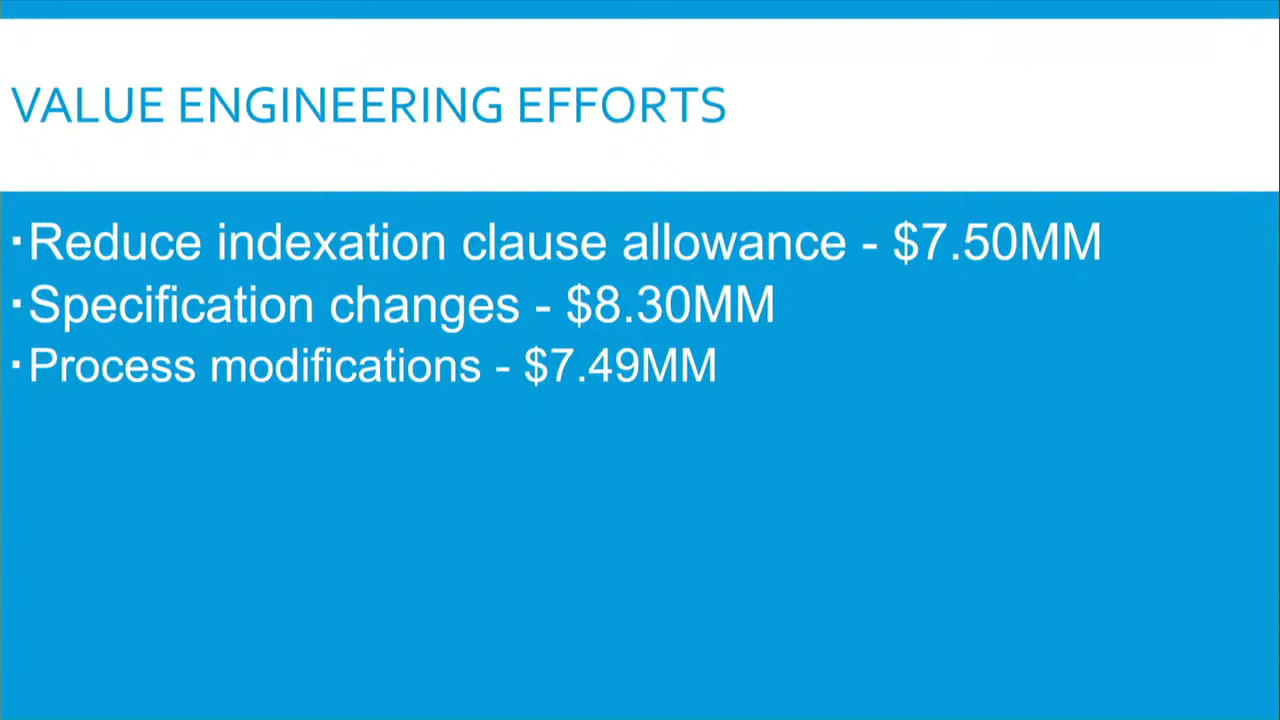 VALUE ENGINEERING EFFORTS
▪Reduce indexation clause allowance - $7.50MM
▪Specification changes - $8.30MM
▪Process modifications - $7.49MM